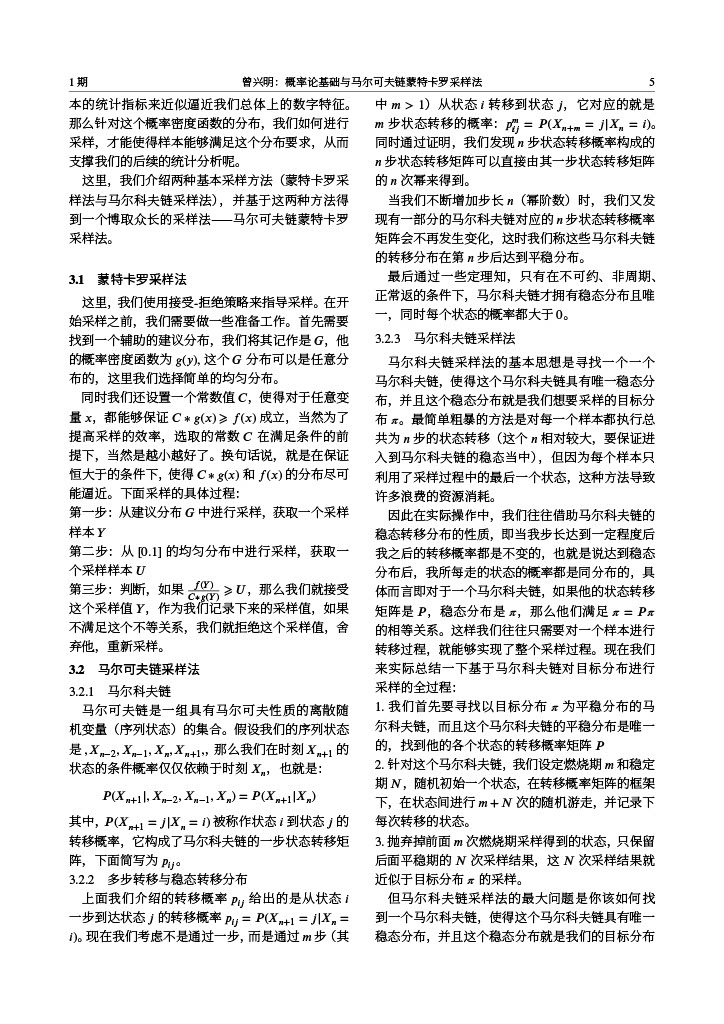 1 期
曾兴明：概率论基础与马尔可夫链蒙特卡罗采样法
5
本的统计指标来近似逼近我们总体上的数字特征。
那么针对这个概率密度函数的分布，我们如何进行
采样，才能使得样本能够满足这个分布要求，从而
支撑我们的后续的统计分析呢。
这里，我们介绍两种基本采样方法（蒙特卡罗采
样法与马尔科夫链采样法），并基于这两种方法得
到一个博取众长的采样法——马尔可夫链蒙特卡罗
采样法。
3.1 蒙特卡罗采样法
这里，我们使用接受-拒绝策略来指导采样。在开
始采样之前，我们需要做一些准备工作。首先需要
找到一个辅助的建议分布，我们将其记作是 G，他
的概率密度函数为 g(y), 这个 G 分布可以是任意分
布的，这里我们选择简单的均匀分布。
同时我们还设置一个常数值 C，使得对于任意变
量 x，都能够保证 C ∗ g(x) ⩾ f(x) 成立，当然为了
提高采样的效率，选取的常数 C 在满足条件的前
提下，当然是越小越好了。换句话说，就是在保证
恒大于的条件下，使得 C ∗ g(x) 和 f(x) 的分布尽可
能逼近。下面采样的具体过程：
第一步：从建议分布 G 中进行采样，获取一个采样
样本 Y
第二步：从 [0.1] 的均匀分布中进行采样，获取一
个采样样本 U
第三步：判断，如果 f(Y)/C∗g(Y) ⩾ U，那么我们就接受
这个采样值 Y，作为我们记录下来的采样值，如果
不满足这个不等关系，我们就拒绝这个采样值，舍
弃他，重新采样。
3.2 马尔可夫链采样法
3.2.1 马尔科夫链
马尔可夫链是一组具有马尔可夫性质的离散随
机变量（序列状态）的集合。假设我们的序列状态
是 , X_{n−2}, X_{n−1}, X_n, X_{n+1},，那么我们在时刻 X_{n+1} 的
状态的条件概率仅仅依赖于时刻 X_n，也就是：
P(X_{n+1}|, X_{n−2}, X_{n−1}, X_n) = P(X_{n+1}|X_n)
其中，P(X_{n+1} = j|X_n = i) 被称作状态 i 到状态 j 的
转移概率，它构成了马尔科夫链的一步状态转移矩
阵，下面简写为 p_{ij}。
3.2.2 多步转移与稳态转移分布
上面我们介绍的转移概率 p_{ij} 给出的是从状态 i
一步到达状态 j 的转移概率 p_{ij} = P(X_{n+1} = j|X_n =
i)。现在我们考虑不是通过一步，而是通过 m 步（其
中 m > 1）从状态 i 转移到状态 j，它对应的就是
m 步状态转移的概率：p_{ij}^m = P(X_{n+m} = j|X_n = i)。
同时通过证明，我们发现 n 步状态转移概率构成的
n 步状态转移矩阵可以直接由其一步状态转移矩阵
的 n 次幂来得到。
当我们不断增加步长 n（幂阶数）时，我们又发
现有一部分的马尔科夫链对应的 n 步状态转移概率
矩阵会不再发生变化，这时我们称这些马尔科夫链
的转移分布在第 n 步后达到平稳分布。
最后通过一些定理知，只有在不可约、非周期、
正常返的条件下，马尔科夫链才拥有稳态分布且唯
一，同时每个状态的概率都大于 0。
3.2.3 马尔科夫链采样法
马尔科夫链采样法的基本思想是寻找一个一个
马尔科夫链，使得这个马尔科夫链具有唯一稳态分
布，并且这个稳态分布就是我们想要采样的目标分
布 π。最简单粗暴的方法是对每一个样本都执行总
共为 n 步的状态转移（这个 n 相对较大，要保证进
入到马尔科夫链的稳态当中），但因为每个样本只
利用了采样过程中的最后一个状态，这种方法导致
许多浪费的资源消耗。
因此在实际操作中，我们往往借助马尔科夫链的
稳态转移分布的性质，即当我步长达到一定程度后
我之后的转移概率都是不变的，也就是说达到稳态
分布后，我所每走的状态的概率都是同分布的，具
体而言即对于一个马尔科夫链，如果他的状态转移
矩阵是 P，稳态分布是 π，那么他们满足 π = Pπ
的相等关系。这样我们往往只需要对一个样本进行
转移过程，就能够实现了整个采样过程。现在我们
来实际总结一下基于马尔科夫链对目标分布进行
采样的全过程：
1. 我们首先要寻找以目标分布 π 为平稳分布的马
尔科夫链，而且这个马尔科夫链的平稳分布是唯一
的，找到他的各个状态的转移概率矩阵 P
2. 针对这个马尔科夫链，我们设定燃烧期 m 和稳定
期 N，随机初始一个状态，在转移概率矩阵的框架
下，在状态间进行 m + N 次的随机游走，并记录下
每次转移的状态。
3. 抛弃掉前面 m 次燃烧期采样得到的状态，只保留
后面平稳期的 N 次采样结果，这 N 次采样结果就
近似于目标分布 π 的采样。
但马尔科夫链采样法的最大问题是你该如何找
到一个马尔科夫链，使得这个马尔科夫链具有唯一
稳态分布，并且这个稳态分布就是我们的目标分布